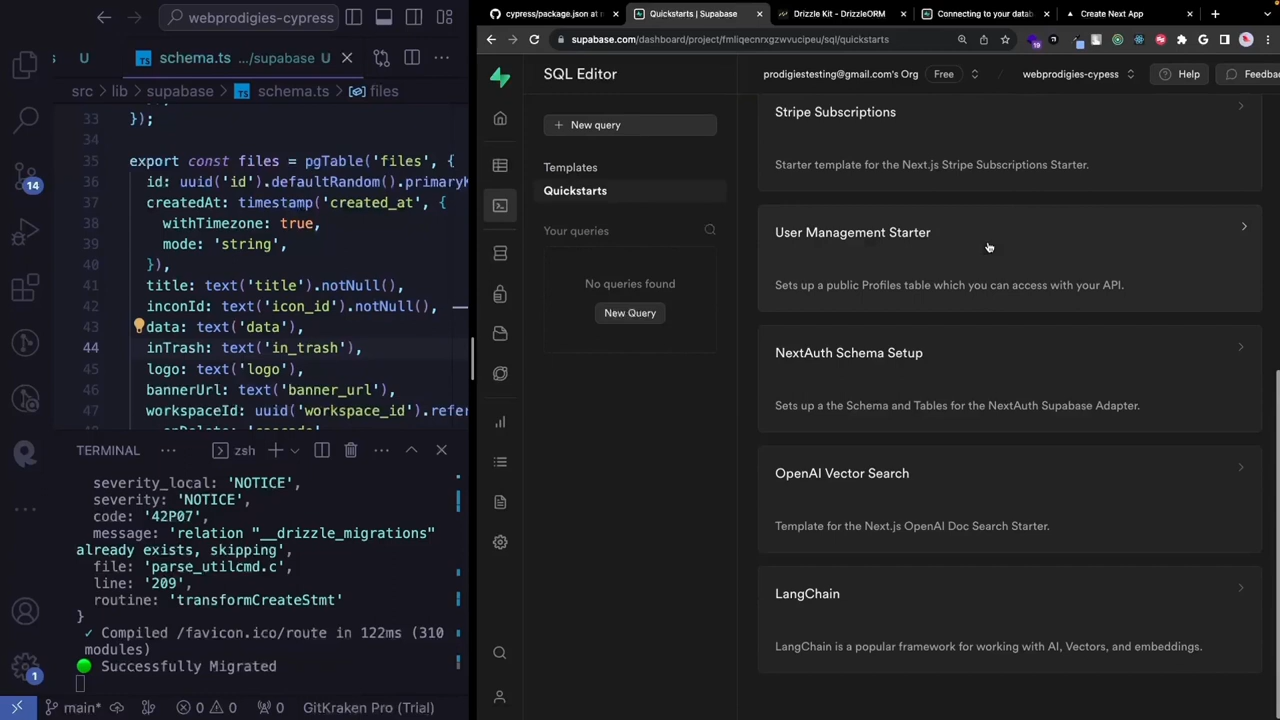 webprodigies-cypress
U
schema.ts .../supabase U
src
lib
supabase
schema.ts
files
33 });
34
35 export const files = pgTable('files', {
36 id: uuid('id').defaultRandom().primaryK
37 createdAt: timestamp('created_at', {
38 withTimezone: true,
39 mode: 'string',
40 }),
41 title: text('title').notNull(),
42 inconId: text('icon_id').notNull(),
43 data: text('data'),
44 inTrash: text('in_trash'),
45 logo: text('logo'),
46 bannerUrl: text('banner_url'),
47 workspaceId: uuid('workspace_id').refer
14
TERMINAL
zsh
severity_local: 'NOTICE',
severity: 'NOTICE',
code: '42P07',
message: 'relation "__drizzle_migrations"
already exists, skipping',
file: 'parse_utilcmd.c',
line: '209',
routine: 'transformCreateStmt'
}
✓ Compiled /favicon.ico/route in 122ms (310
modules)
Successfully Migrated
1
main*
0
0
0
GitKraken Pro (Trial)
cypress/package.json at m
Quickstarts | Supabase
Drizzle Kit - DrizzleORM
Connecting to your datab
Create Next App
supabase.com/dashboard/project/fmliqecnrxgzwvucipeu/sql/quickstarts
SQL Editor
prodigiestesting@gmail.com's Org
Free
webprodigies-cypess
Help
Feedba
New query
Templates
Quickstarts
Your queries
No queries found
New Query
Stripe Subscriptions
Starter template for the Next.js Stripe Subscriptions Starter.
User Management Starter
Sets up a public Profiles table which you can access with your API.
NextAuth Schema Setup
Sets up a the Schema and Tables for the NextAuth Supabase Adapter.
OpenAI Vector Search
Template for the Next.js OpenAI Doc Search Starter.
LangChain
LangChain is a popular framework for working with AI, Vectors, and embeddings.